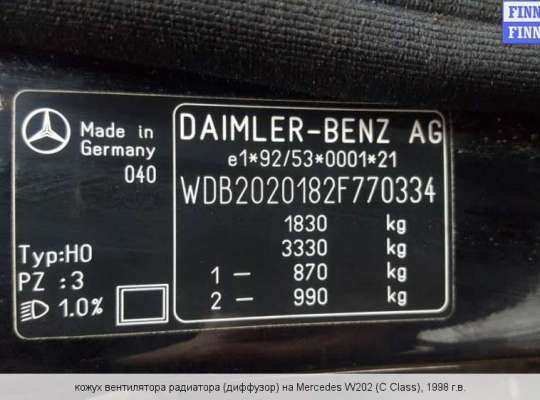 FINN
FINN
Made in
Germany
040
DAIMLER-BENZ AG
e1*92/53*0001*21
WDB2020182F770334
1830 kg
3330 kg
1 — 870 kg
2 — 990 kg
Typ:HO
PZ :3
1.0%
кожух вентилятора радиатора (диффузор) на Mercedes W202 (C Class), 1998 г.в.